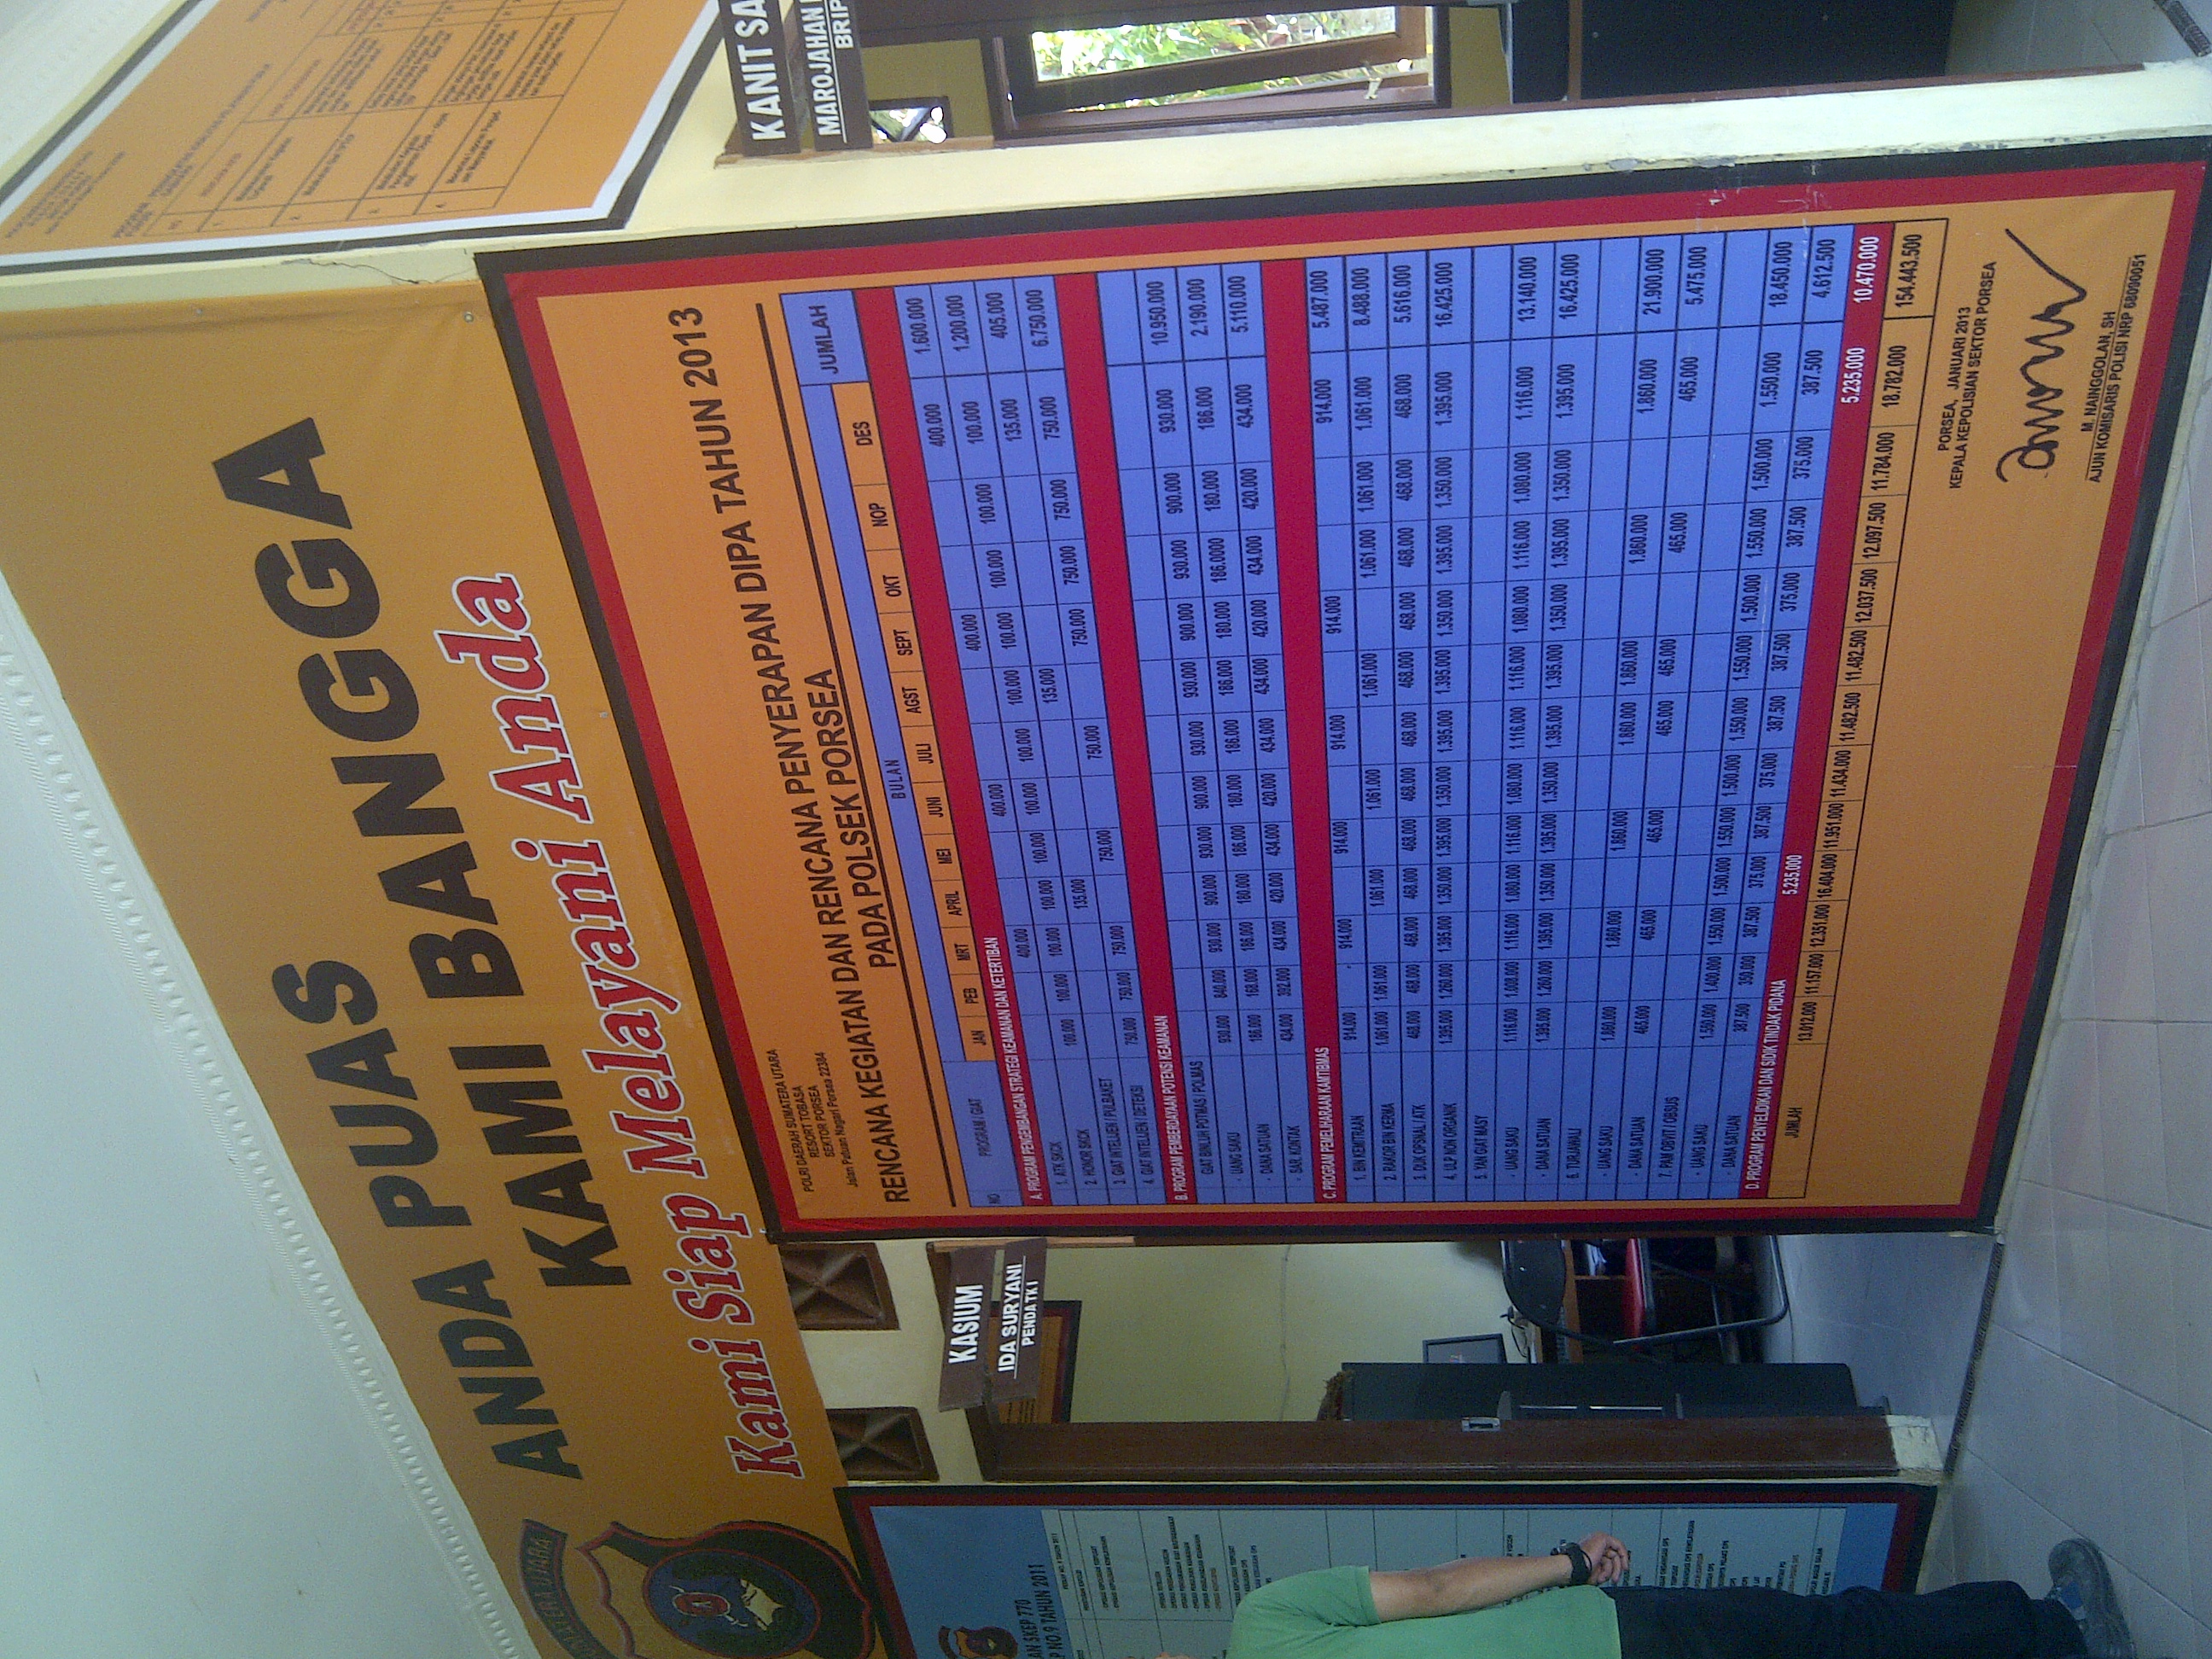 SUMATERA UTARA
ANDA PUAS
KAMI BANGGA
Kami Siap Melayani Anda
POLRI DAERAH SUMATERA UTARA
RESORT TOBASA
SEKTOR PORSEA
Jalan Patuan Nagari Porsea 22384
RENCANA KEGIATAN DAN RENCANA PENYERAPAN DIPA TAHUN 2013
PADA POLSEK PORSEA
NO PROGRAM / GIAT BULAN JUMLAH
JAN PEB MRT APRIL MEI JUNI JULI AGST SEPT OKT NOP DES
A. PROGRAM PENGEMBANGAN STRATEGI KEAMANAN DAN KETERTIBAN
1. ATK SKCK 400.000 400.000 400.000 400.000 1.600.000
2. HONOR SKCK 100.000 100.000 100.000 100.000 100.000 100.000 100.000 100.000 100.000 100.000 100.000 100.000 1.200.000
3. GIAT INTELIJEN / PULBAKET 135.000 135.000 135.000 405.000
4. GIAT INTELIJEN / DETEKSI 750.000 750.000 750.000 750.000 750.000 750.000 750.000 750.000 750.000 6.750.000
B. PROGRAM PEMBERDAYAAN POTENSI KEAMANAN
GIAT BINLUH POTMAS / POLMAS
- UANG SAKU 930.000 840.000 930.000 900.000 930.000 900.000 930.000 930.000 900.000 930.000 900.000 930.000 10.950.000
- DANA SATUAN 186.000 168.000 186.000 180.000 186.000 180.000 186.000 186.000 180.000 186.0000 180.000 186.000 2.190.000
- SAR. KONTAK 434.000 392.000 434.000 420.000 434.000 420.000 434.000 434.000 420.000 434.000 420.000 434.000 5.110.000
C. PROGRAM PEMELIHARAAN KAMTIBMAS
1. BIN KEMITRAAN 914.000 - 914.000 914.000 914.000 914.000 914.000 5.487.000
2. RAKOR BIN KERMA 1.061.000 1.061.000 1.061.000 1.061.000 1.061.000 1.061.000 1.061.000 1.061.000 8.488.000
3. DUK OPSNAL / ATK 468.000 468.000 468.000 468.000 468.000 468.000 468.000 468.000 468.000 468.000 468.000 468.000 5.616.000
4. ULP NON ORGANIK 1.395.000 1.260.000 1.395.000 1.350.000 1.395.000 1.350.000 1.395.000 1.395.000 1.350.000 1.395.000 1.350.000 1.395.000 16.425.000
5. YAN GIAT MASY
- UANG SAKU 1.116.000 1.008.000 1.116.000 1.080.000 1.116.000 1.080.000 1.116.000 1.116.000 1.080.000 1.116.000 1.080.000 1.116.000 13.140.000
- DANA SATUAN 1.395.000 1.260.000 1.395.000 1.350.000 1.395.000 1.350.000 1.395.000 1.395.000 1.350.000 1.395.000 1.350.000 1.395.000 16.425.000
6. TURJAWALI
- UANG SAKU 1.860.000 1.860.000 1.860.000 1.860.000 1.860.000 1.860.000 1.860.000 21.900.000
- DANA SATUAN 465.000 465.000 465.000 465.000 465.000 465.000 465.000 5.475.000
7. PAM OBVIT / OBSUS
- UANG SAKU 1.550.000 1.400.000 1.550.000 1.500.000 1.550.000 1.500.000 1.550.000 1.550.000 1.500.000 1.550.000 1.500.000 1.550.000 18.450.000
- DANA SATUAN 387.500 350.000 387.500 375.000 387.500 375.000 387.500 387.500 375.000 387.500 375.000 387.500 4.612.500
D. PROGRAM PENYELIDIKAN DAN SIDIK TINDAK PIDANA 5.235.000 5.235.000 10.470.000
JUMLAH 13.012.000 11.157.000 12.351.000 16.404.000 11.951.000 11.434.000 11.482.500 11.482.500 12.037.500 12.097.500 11.784.000 18.782.000 154.443.500
PORSEA, JANUARI 2013
KEPALA KEPOLISIAN SEKTOR PORSEA
M. NAINGGOLAN, SH
AJUN KOMISARIS POLISI NRP 68090051
KASIUM
IDA SURYANI
PENDA TK I
AN SKEP 770
P NO.9 TAHUN 2011
KANIT SA
MAROJAHAN
BRIP